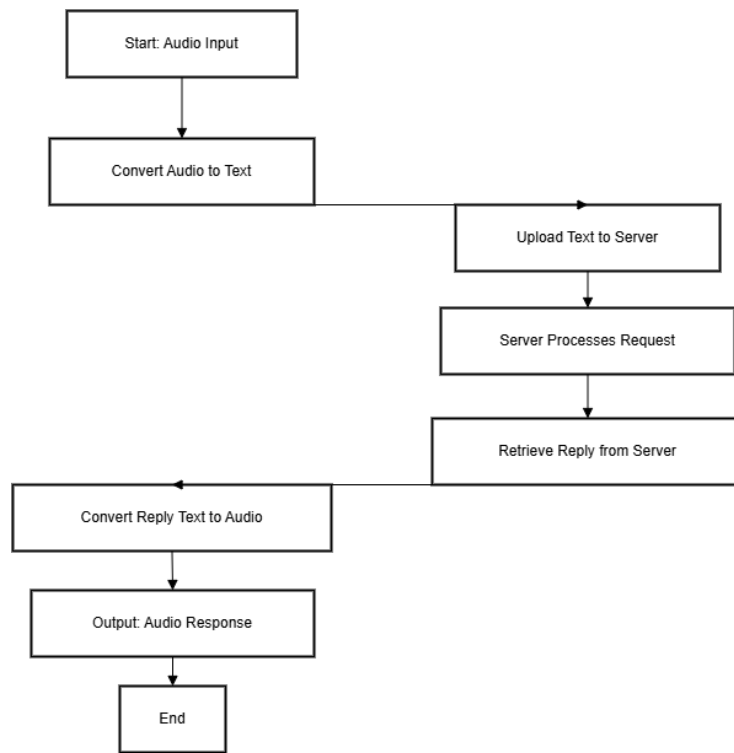 Start: Audio Input
Convert Audio to Text
Upload Text to Server
Server Processes Request
Retrieve Reply from Server
Convert Reply Text to Audio
Output: Audio Response
End